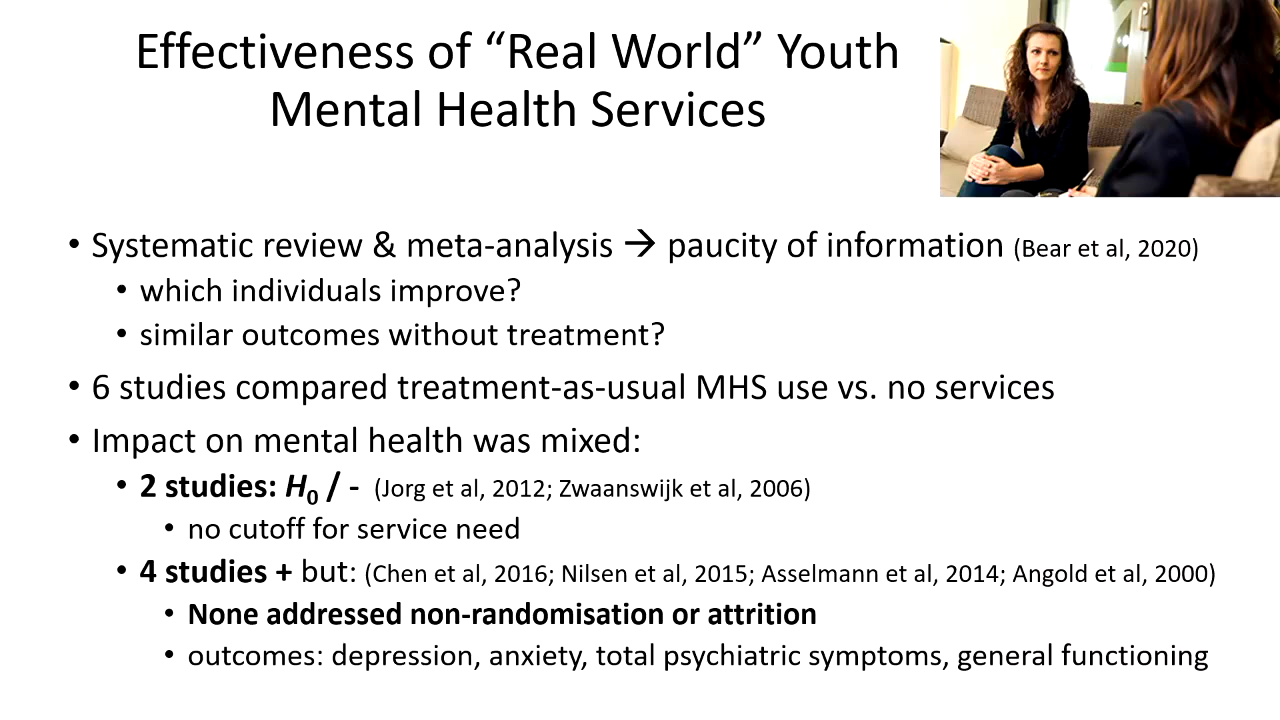 Effectiveness of “Real World” Youth
Mental Health Services
• Systematic review & meta-analysis → paucity of information (Bear et al, 2020)
• which individuals improve?
• similar outcomes without treatment?
• 6 studies compared treatment-as-usual MHS use vs. no services
• Impact on mental health was mixed:
• 2 studies: H0 / - (Jorg et al, 2012; Zwaanswijk et al, 2006)
• no cutoff for service need
• 4 studies + but: (Chen et al, 2016; Nilsen et al, 2015; Asselmann et al, 2014; Angold et al, 2000)
• None addressed non-randomisation or attrition
• outcomes: depression, anxiety, total psychiatric symptoms, general functioning